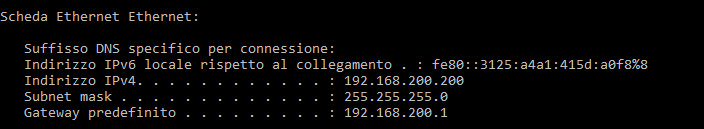 Scheda Ethernet Ethernet:
Suffisso DNS specifico per connessione:
Indirizzo IPv6 locale rispetto al collegamento . : fe80::3125:a4a1:415d:a0f8%8
Indirizzo IPv4. . . . . . . . . . . . : 192.168.200.200
Subnet mask . . . . . . . . . . . . . : 255.255.255.0
Gateway predefinito . . . . . . . . . : 192.168.200.1